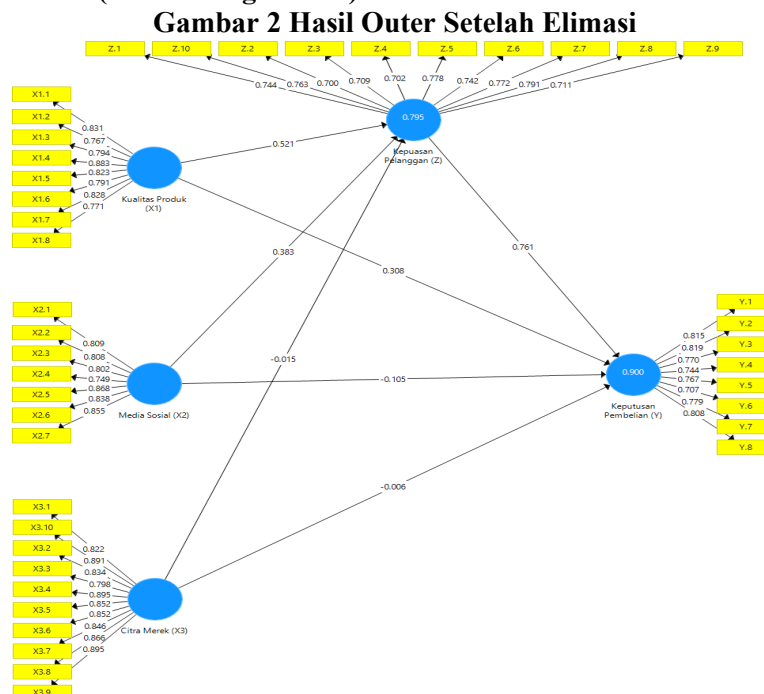 Gambar 2 Hasil Outer Setelah Elimasi
Z.1 Z.10 Z.2 Z.3 Z.4 Z.5 Z.6 Z.7 Z.8 Z.9
0.744 0.763 0.700 0.709 0.702 0.778 0.742 0.772 0.791 0.711
X1.1
X1.2
X1.3
X1.4
X1.5
X1.6
X1.7
X1.8
0.831
0.767
0.794
0.883
0.823
0.791
0.828
0.771
Kualitas Produk
(X1)
0.795
Kepuasan
Pelanggan (Z)
0.521
0.383
0.308
0.761
-0.015
-0.105
-0.006
X2.1
X2.2
X2.3
X2.4
X2.5
X2.6
X2.7
0.809
0.808
0.802
0.749
0.868
0.838
0.855
Media Sosial (X2)
0.900
Keputusan
Pembelian (Y)
0.815
0.819
0.770
0.744
0.767
0.707
0.779
0.808
Y.1
Y.2
Y.3
Y.4
Y.5
Y.6
Y.7
Y.8
X3.1
X3.10
X3.2
X3.3
X3.4
X3.5
X3.6
X3.7
X3.8
X3.9
0.822
0.891
0.834
0.798
0.895
0.852
0.852
0.846
0.866
0.895
Citra Merek (X3)